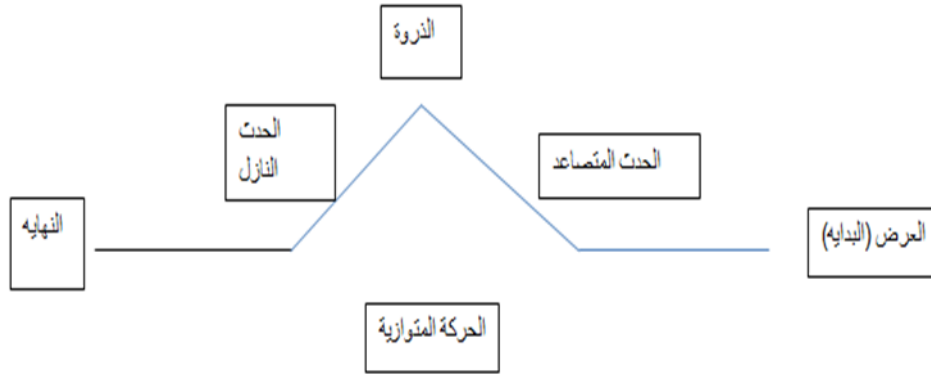 الذروة
الحدث
النازل
الحدث المتصاعد
النهايه
العرض (البدايه)
الحركة المتوازية